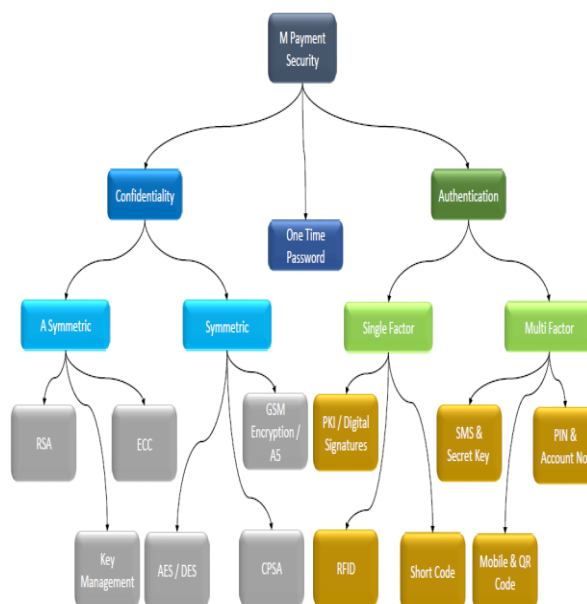 M Payment
Security
Confidentiality
Authentication
One Time
Password
A Symmetric
Symmetric
Single Factor
Multi Factor
RSA
ECC
GSM
Encryption /
A5
PKI / Digital
Signatures
SMS &
Secret Key
PIN &
Account No
Key
Management
AES / DES
CPSA
RFID
Short Code
Mobile & QR
Code